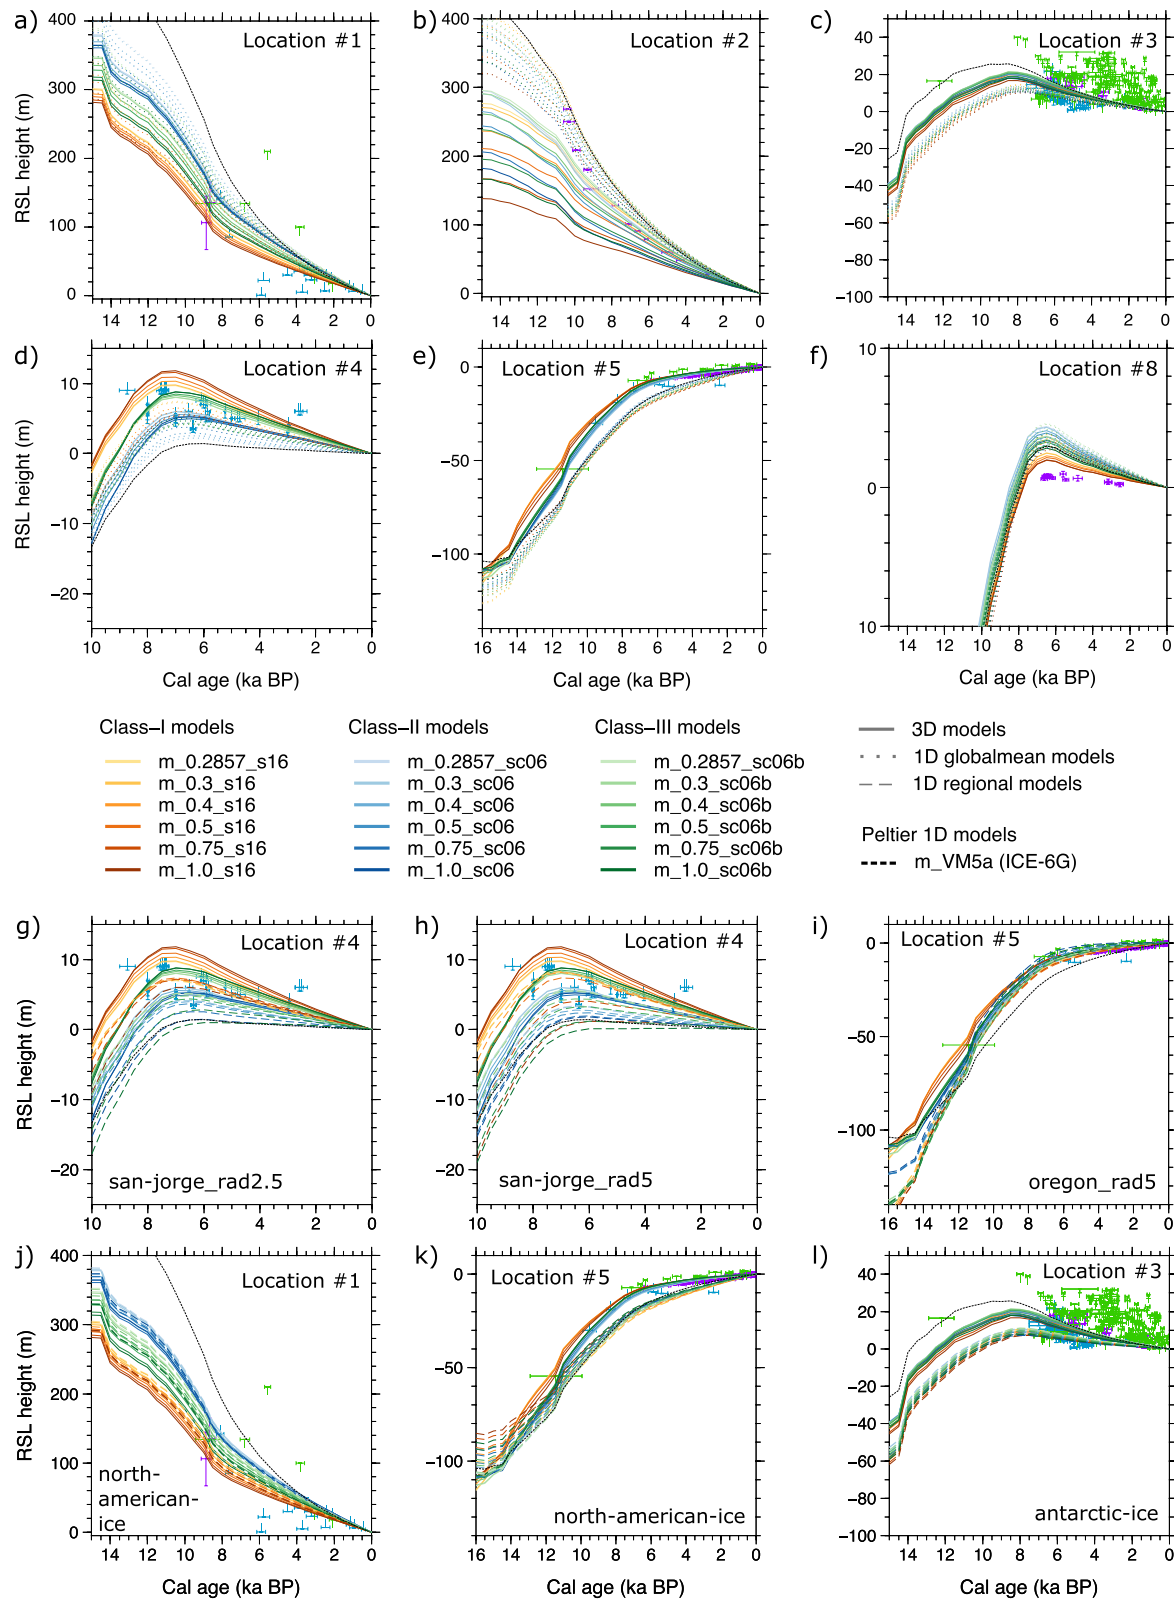 a) Location #1
b) Location #2
c) Location #3
RSL height (m)
400
300
200
100
0
400
300
200
100
0
40
20
0
−20
−40
−60
−80
−100
14 12 10 8 6 4 2 0
14 12 10 8 6 4 2 0
14 12 10 8 6 4 2 0
d) Location #4
e) Location #5
f) Location #8
RSL height (m)
10
0
−10
−20
0
−50
−100
10
0
10
10 8 6 4 2 0
16 14 12 10 8 6 4 2 0
14 12 10 8 6 4 2 0
Cal age (ka BP)
Cal age (ka BP)
Cal age (ka BP)
Class−I models
m_0.2857_s16
m_0.3_s16
m_0.4_s16
m_0.5_s16
m_0.75_s16
m_1.0_s16
Class−II models
m_0.2857_sc06
m_0.3_sc06
m_0.4_sc06
m_0.5_sc06
m_0.75_sc06
m_1.0_sc06
Class−III models
m_0.2857_sc06b
m_0.3_sc06b
m_0.4_sc06b
m_0.5_sc06b
m_0.75_sc06b
m_1.0_sc06b
3D models
1D globalmean models
1D regional models
Peltier 1D models
m_VM5a (ICE-6G)
g) Location #4
h) Location #4
i) Location #5
RSL height (m)
10
0
−10
−20
10
0
−10
−20
0
−50
−100
san-jorge_rad2.5
san-jorge_rad5
oregon_rad5
10 8 6 4 2 0
10 8 6 4 2 0
16 14 12 10 8 6 4 2 0
j) Location #1
k) Location #5
l) Location #3
RSL height (m)
400
300
200
100
0
0
−50
−100
40
20
0
−20
−40
−60
−80
−100
north-
american-
ice
north-american-ice
antarctic-ice
14 12 10 8 6 4 2 0
16 14 12 10 8 6 4 2 0
14 12 10 8 6 4 2 0
Cal age (ka BP)
Cal age (ka BP)
Cal age (ka BP)